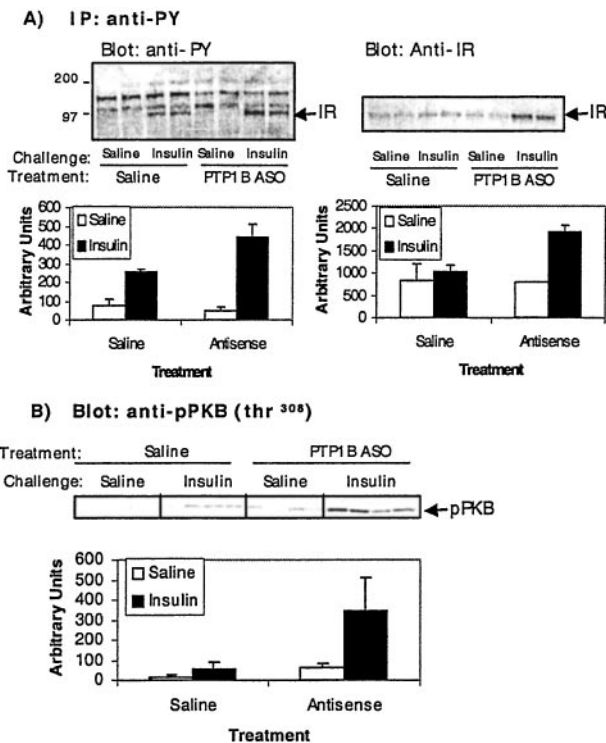 A) IP: anti-PY
Blot: anti-PY
200
97
IR
Challenge: Saline Insulin Saline Insulin
Treatment: Saline PTP1B ASO
Blot: Anti-IR
IR
Saline Insulin Saline Insulin
Saline PTP1B ASO
Arbitrary Units
600
500
400
300
200
100
0
Saline
Insulin
Saline Antisense
Treatment
Arbitrary Units
2500
2000
1500
1000
500
0
Saline
Insulin
Saline Antisense
Treatment
B) Blot: anti-pPKB (thr 308)
Treatment: Saline PTP1B ASO
Challenge: Saline Insulin Saline Insulin
pPKB
Arbitrary Units
600
500
400
300
200
100
0
Saline
Insulin
Saline Antisense
Treatment